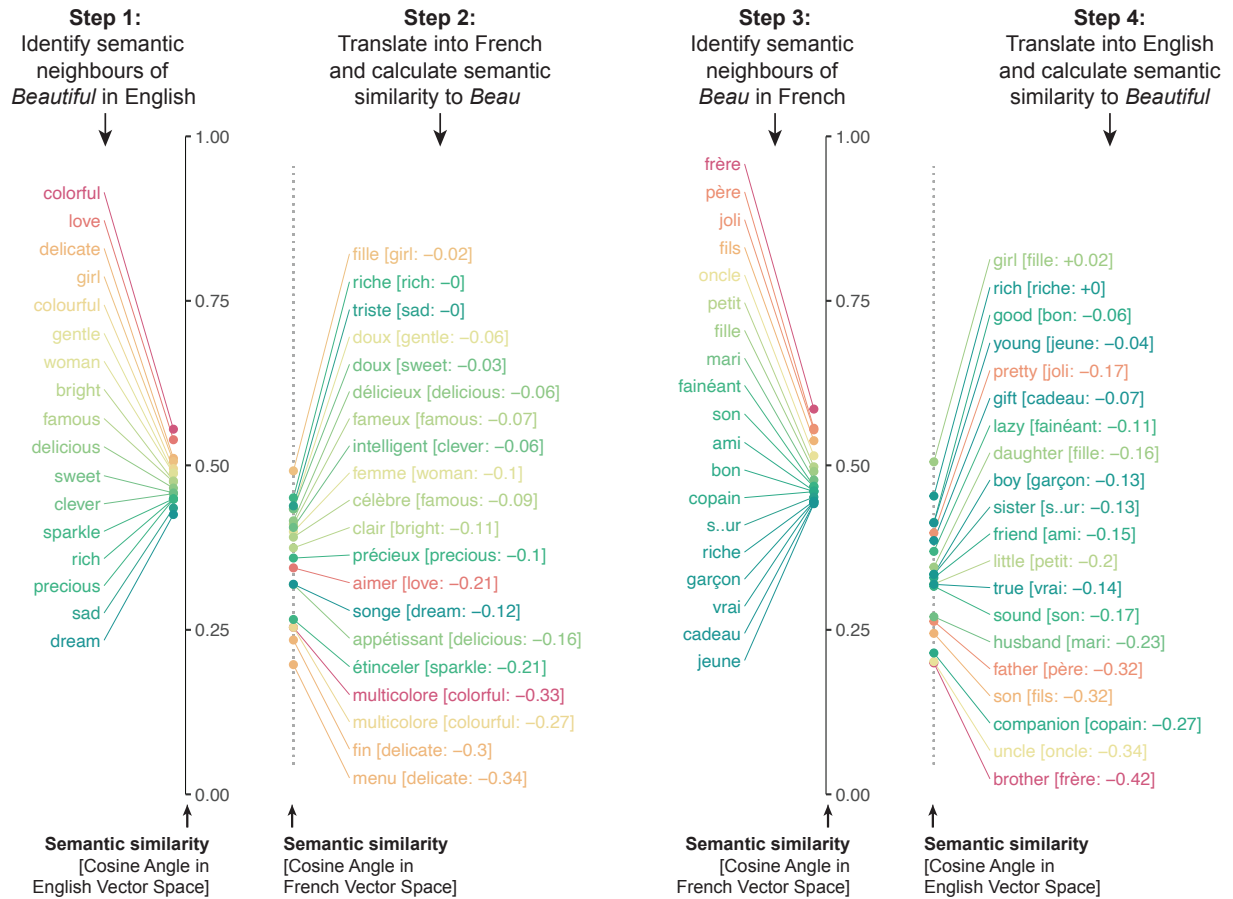 Step 1:
Identify semantic
neighbours of
Beautiful in English
Step 2:
Translate into French
and calculate semantic
similarity to Beau
Step 3:
Identify semantic
neighbours of
Beau in French
Step 4:
Translate into English
and calculate semantic
similarity to Beautiful
1.00
0.75
0.50
0.25
0.00
colorful
love
delicate
girl
colourful
gentle
woman
bright
famous
delicious
sweet
clever
sparkle
rich
precious
sad
dream
fille [girl: −0.02]
riche [rich: −0]
triste [sad: −0]
doux [gentle: −0.06]
doux [sweet: −0.03]
délicieux [delicious: −0.06]
fameux [famous: −0.07]
intelligent [clever: −0.06]
femme [woman: −0.1]
célèbre [famous: −0.09]
clair [bright: −0.11]
précieux [precious: −0.1]
aimer [love: −0.21]
songe [dream: −0.12]
appétissant [delicious: −0.16]
étinceler [sparkle: −0.21]
multicolore [colorful: −0.33]
multicolore [colourful: −0.27]
fin [delicate: −0.3]
menu [delicate: −0.34]
frère
père
joli
fils
oncle
petit
fille
mari
fainéant
son
ami
bon
copain
s..ur
riche
garçon
vrai
cadeau
jeune
1.00
0.75
0.50
0.25
0.00
girl [fille: +0.02]
rich [riche: +0]
good [bon: −0.06]
young [jeune: −0.04]
pretty [joli: −0.17]
gift [cadeau: −0.07]
lazy [fainéant: −0.11]
daughter [fille: −0.16]
boy [garçon: −0.13]
sister [s..ur: −0.13]
friend [ami: −0.15]
little [petit: −0.2]
true [vrai: −0.14]
sound [son: −0.17]
husband [mari: −0.23]
father [père: −0.32]
son [fils: −0.32]
companion [copain: −0.27]
uncle [oncle: −0.34]
brother [frère: −0.42]
Semantic similarity
[Cosine Angle in
English Vector Space]
Semantic similarity
[Cosine Angle in
French Vector Space]
Semantic similarity
[Cosine Angle in
French Vector Space]
Semantic similarity
[Cosine Angle in
English Vector Space]